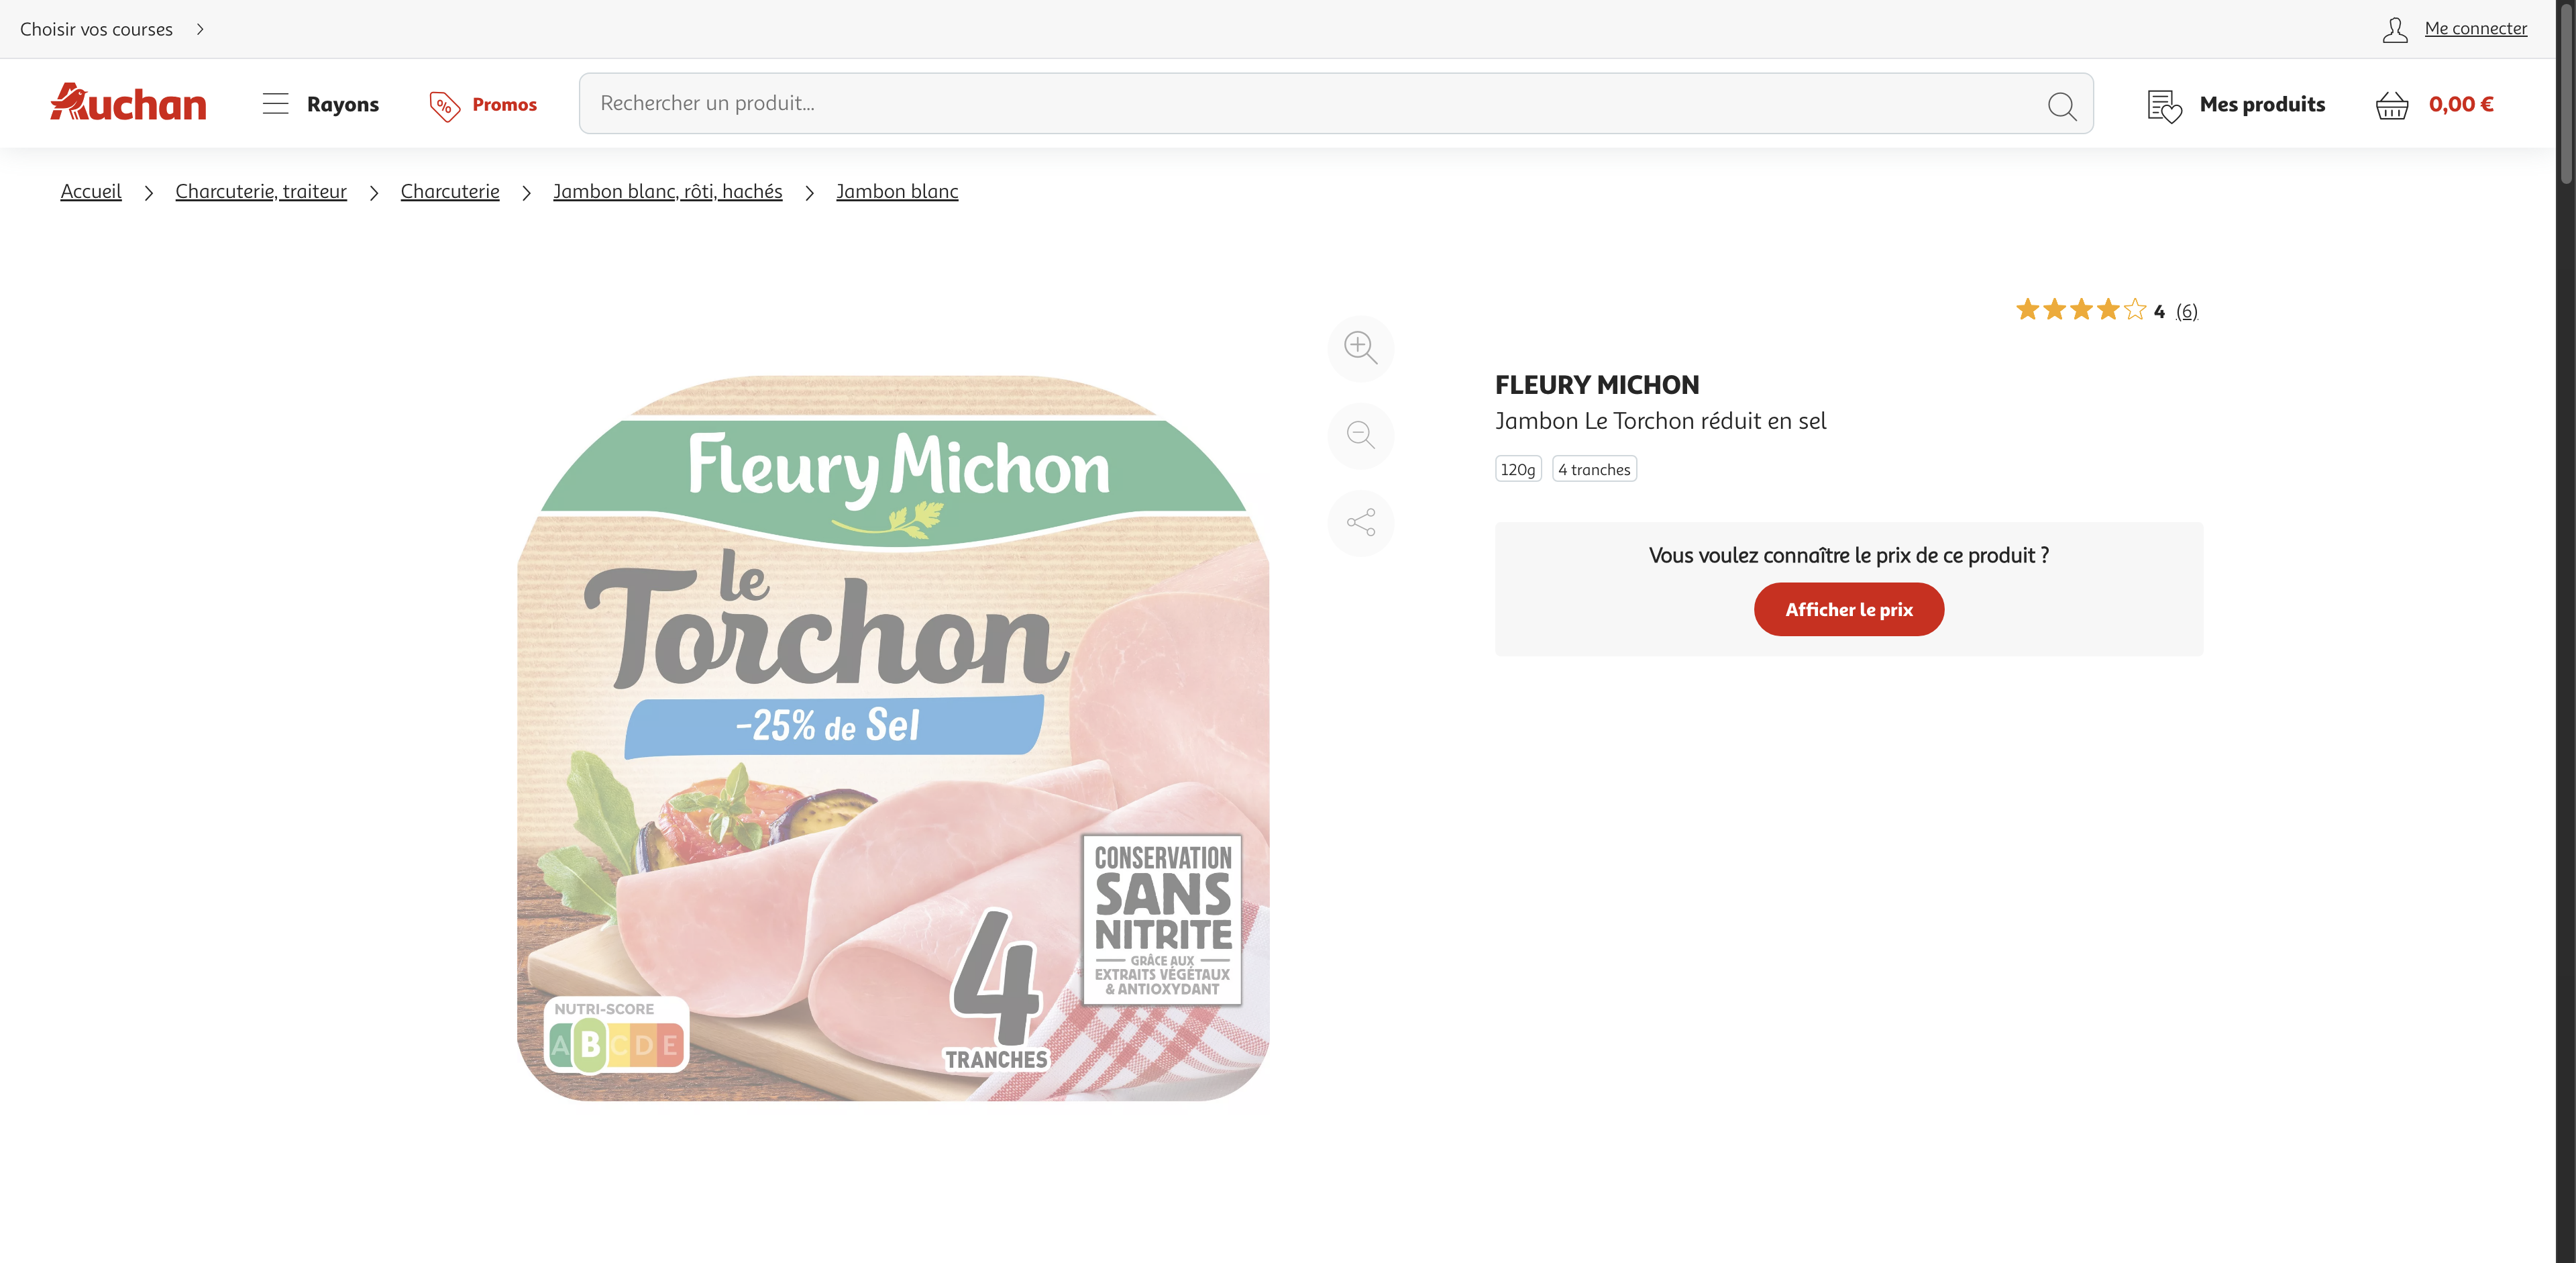 Choisir vos courses
Me connecter
Auchan
Rayons
Promos
Rechercher un produit...
Mes produits
0,00 €
Accueil
Charcuterie, traiteur
Charcuterie
Jambon blanc, rôti, hachés
Jambon blanc
4 (6)
FLEURY MICHON
Jambon Le Torchon réduit en sel
120g
4 tranches
Vous voulez connaître le prix de ce produit ?
Afficher le prix
Fleury Michon
le
Torchon
-25% de Sel
CONSERVATION
SANS
NITRITE
GRÂCE AUX
EXTRAITS VÉGÉTAUX
& ANTIOXYDANT
4
TRANCHES
NUTRI-SCORE
A B C D E